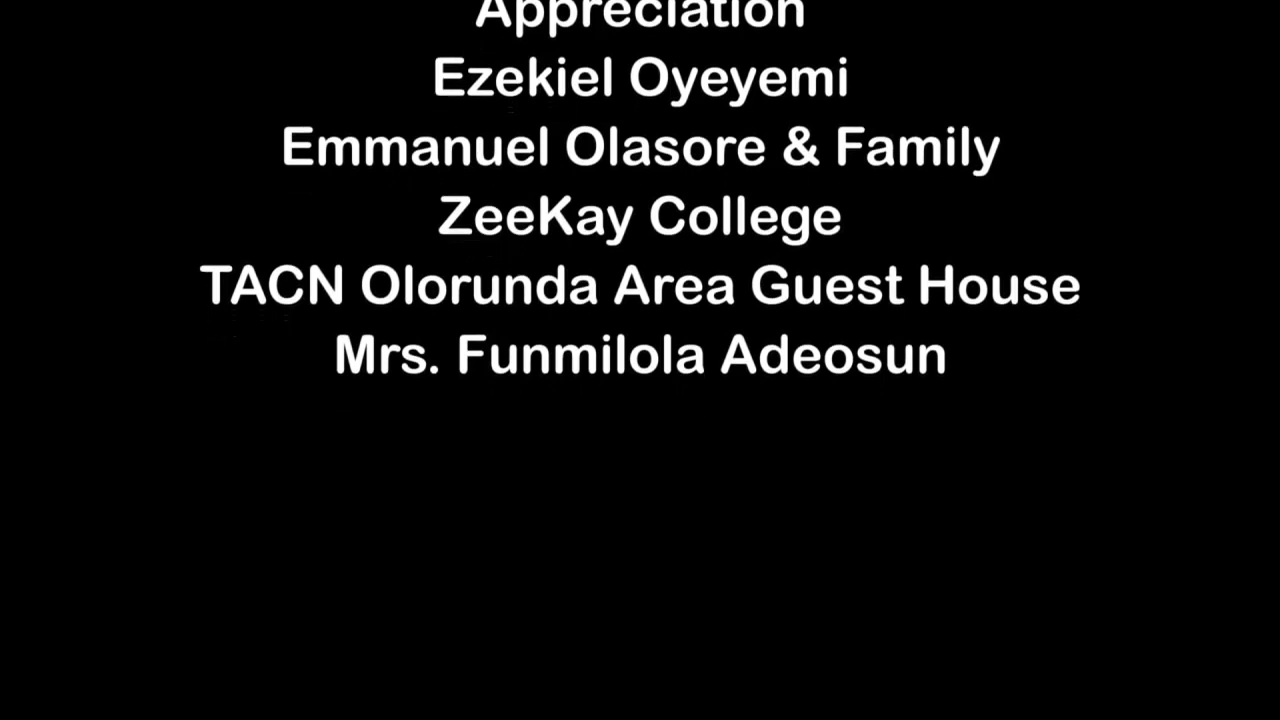 Appreciation
Ezekiel Oyeyemi
Emmanuel Olasore & Family
ZeeKay College
TACN Olorunda Area Guest House
Mrs. Funmilola Adeosun